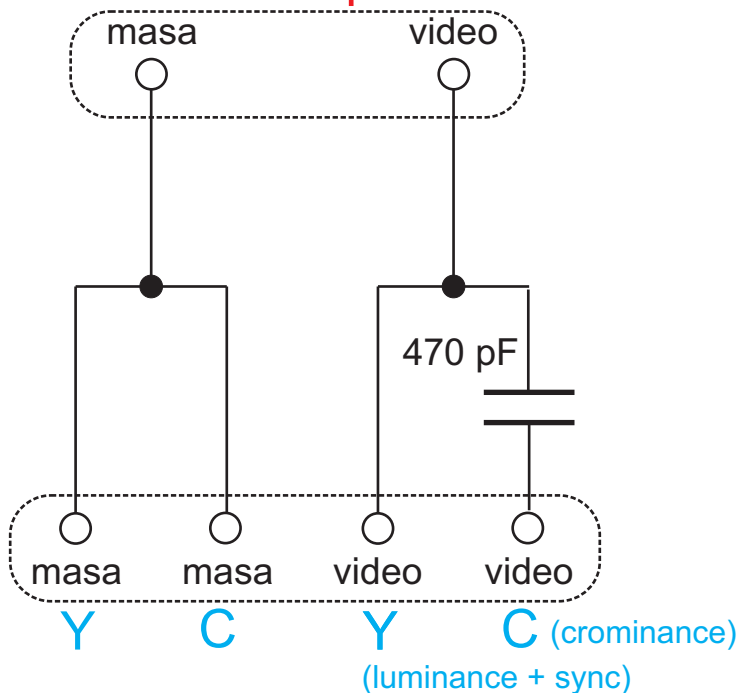 masa video
470 pF
masa masa video video
Y C Y C (crominance)
(luminance + sync)